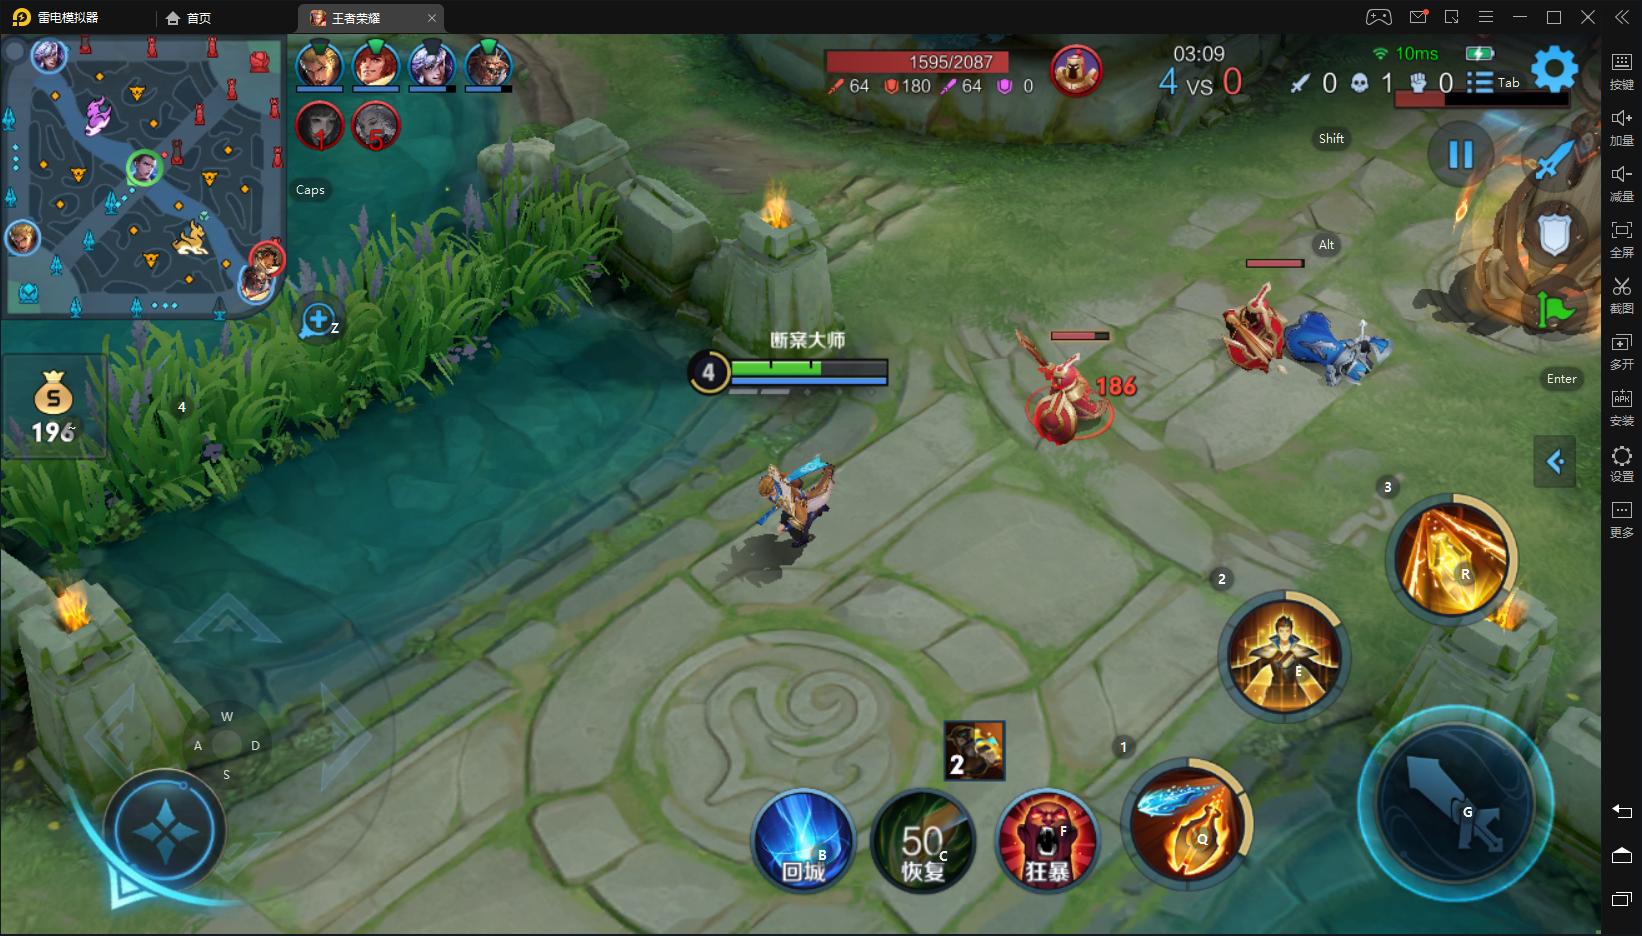 雷电模拟器
首页
王者荣耀
1595/2087
64 180 64 0
03:09
4 VS 0
0 1 0
10ms
Tab
1
5
Caps
Shift
Alt
Z
Enter
断案大师
4
186
196
4
3
R
2
E
1
Q
G
W
A
D
S
2
B
回城
50
C
恢复
F
狂暴
按键
加量
减量
全屏
截图
多开
APK
安装
设置
更多